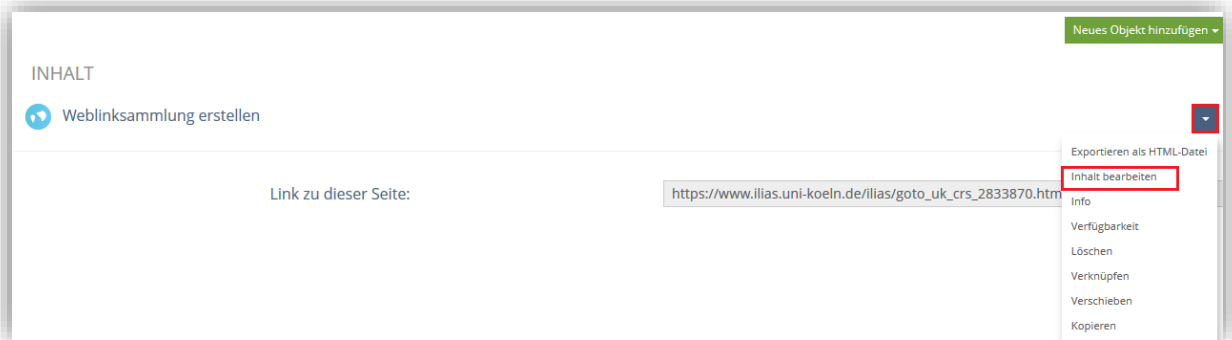 Neues Objekt hinzufügen
INHALT
Weblinksammlung erstellen
Exportieren als HTML-Datei
Inhalt bearbeiten
Link zu dieser Seite:
https://www.ilias.uni-koeln.de/ilias/goto_uk_crs_2833870.htm
Info
Verfügbarkeit
Löschen
Verknüpfen
Verschieben
Kopieren